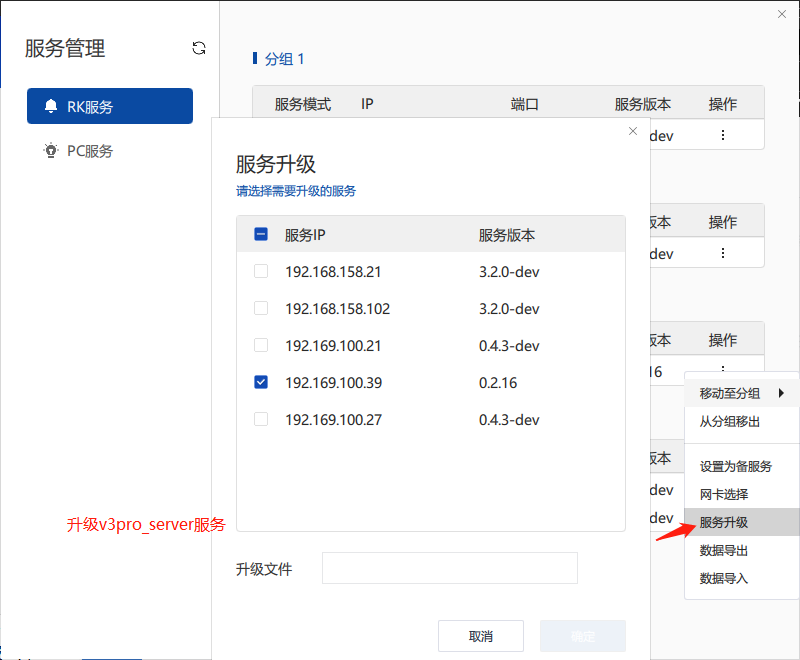 服务管理
RK服务
PC服务
分组 1
服务模式 IP 端口 服务版本 操作
dev
版本 操作
dev
版本 操作
16
版本
dev
dev
服务升级
请选择需要升级的服务
服务IP 服务版本
192.168.158.21 3.2.0-dev
192.168.158.102 3.2.0-dev
192.169.100.21 0.4.3-dev
192.169.100.39 0.2.16
192.169.100.27 0.4.3-dev
升级v3pro_server服务
升级文件
取消 确定
移动至分组
从分组移出
设置为备服务
网卡选择
服务升级
数据导出
数据导入